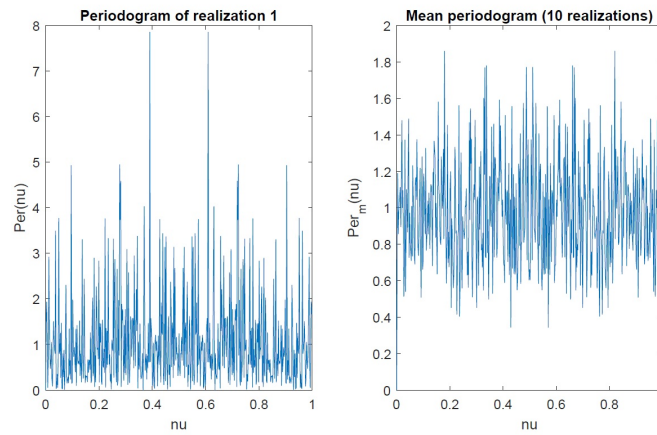 Periodogram of realization 1
8
7
6
5
4
3
2
1
0
Per(nu)
0 0.2 0.4 0.6 0.8 1
nu
Mean periodogram (10 realizations)
2
1.8
1.6
1.4
1.2
1
0.8
0.6
0.4
0.2
0
Per_m(nu)
0 0.2 0.4 0.6 0.8
nu